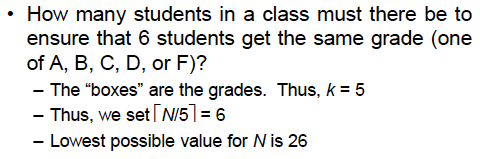 • How many students in a class must there be to
ensure that 6 students get the same grade (one
of A, B, C, D, or F)?
– The “boxes” are the grades. Thus, k = 5
– Thus, we set ⌈N/5⌉ = 6
– Lowest possible value for N is 26